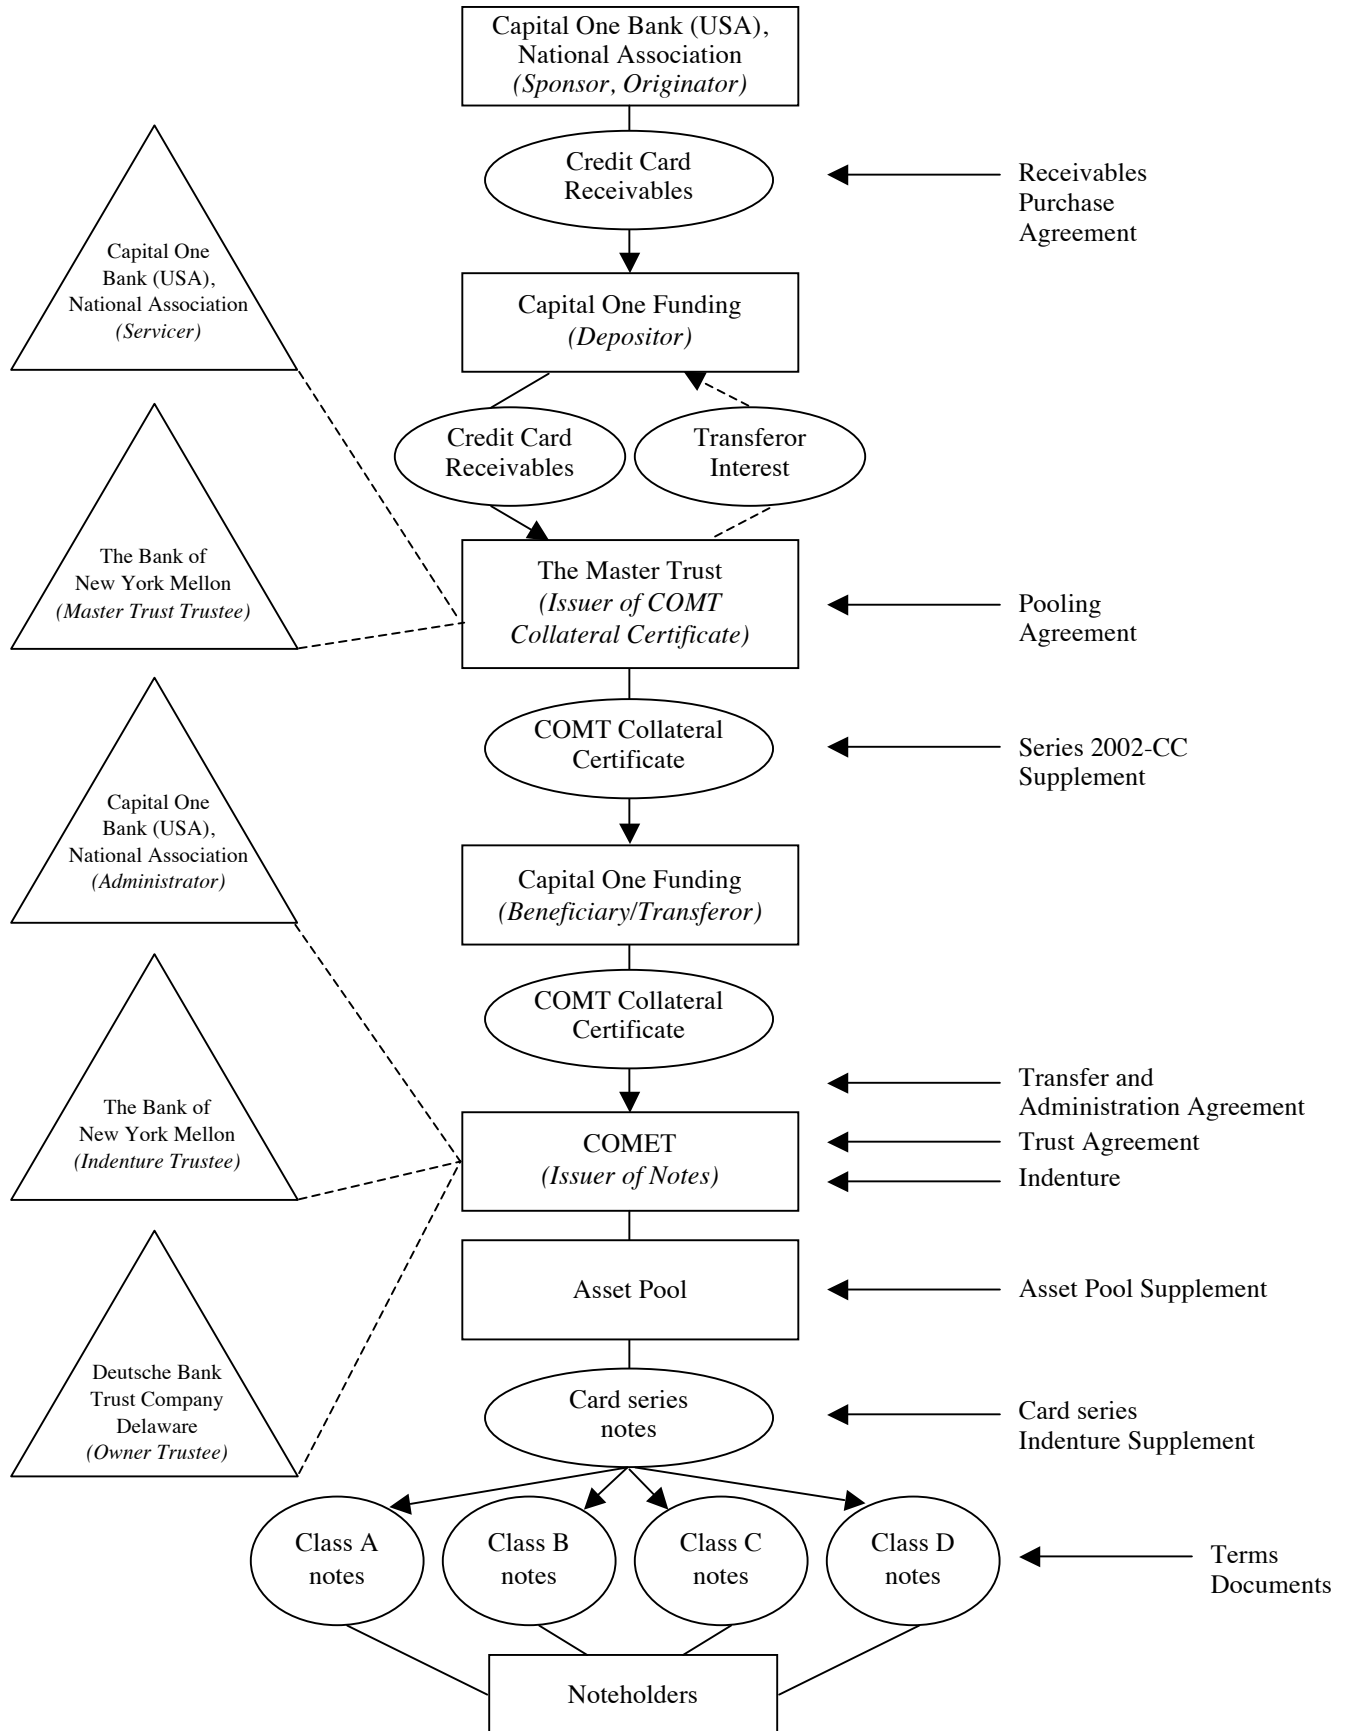 Capital One Bank (USA),
National Association
(Sponsor, Originator)
Credit Card
Receivables
Receivables
Purchase
Agreement
Capital One
Bank (USA),
National Association
(Servicer)
Capital One Funding
(Depositor)
Credit Card
Receivables
Transferor
Interest
The Bank of
New York Mellon
(Master Trust Trustee)
The Master Trust
(Issuer of COMT
Collateral Certificate)
Pooling
Agreement
COMT Collateral
Certificate
Series 2002-CC
Supplement
Capital One
Bank (USA),
National Association
(Administrator)
Capital One Funding
(Beneficiary/Transferor)
COMT Collateral
Certificate
Transfer and
Administration Agreement
The Bank of
New York Mellon
(Indenture Trustee)
COMET
(Issuer of Notes)
Trust Agreement
Indenture
Asset Pool
Asset Pool Supplement
Deutsche Bank
Trust Company
Delaware
(Owner Trustee)
Card series
notes
Card series
Indenture Supplement
Class A
notes
Class B
notes
Class C
notes
Class D
notes
Terms
Documents
Noteholders